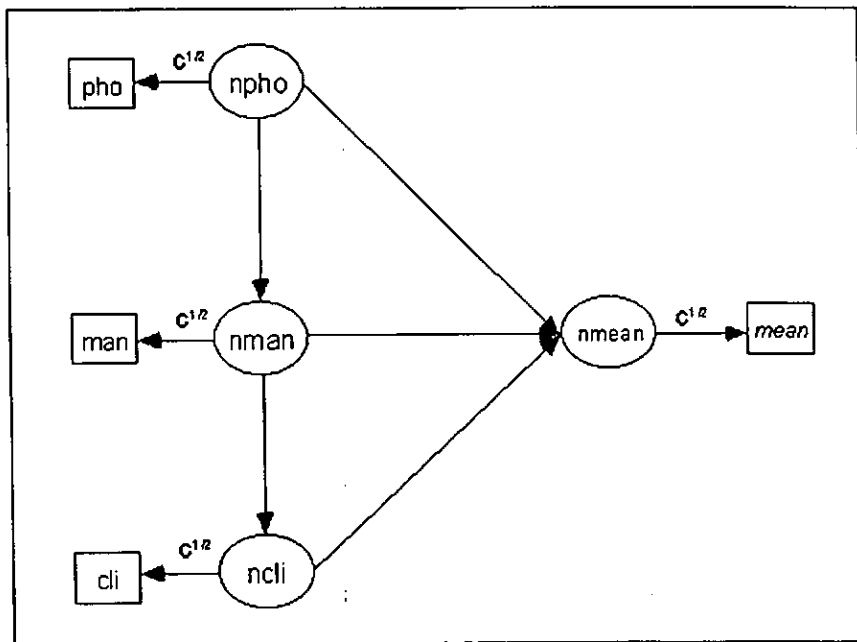 C^1/2
pho
npho
C^1/2
man
nman
nmean
C^1/2
mean
C^1/2
cli
ncli